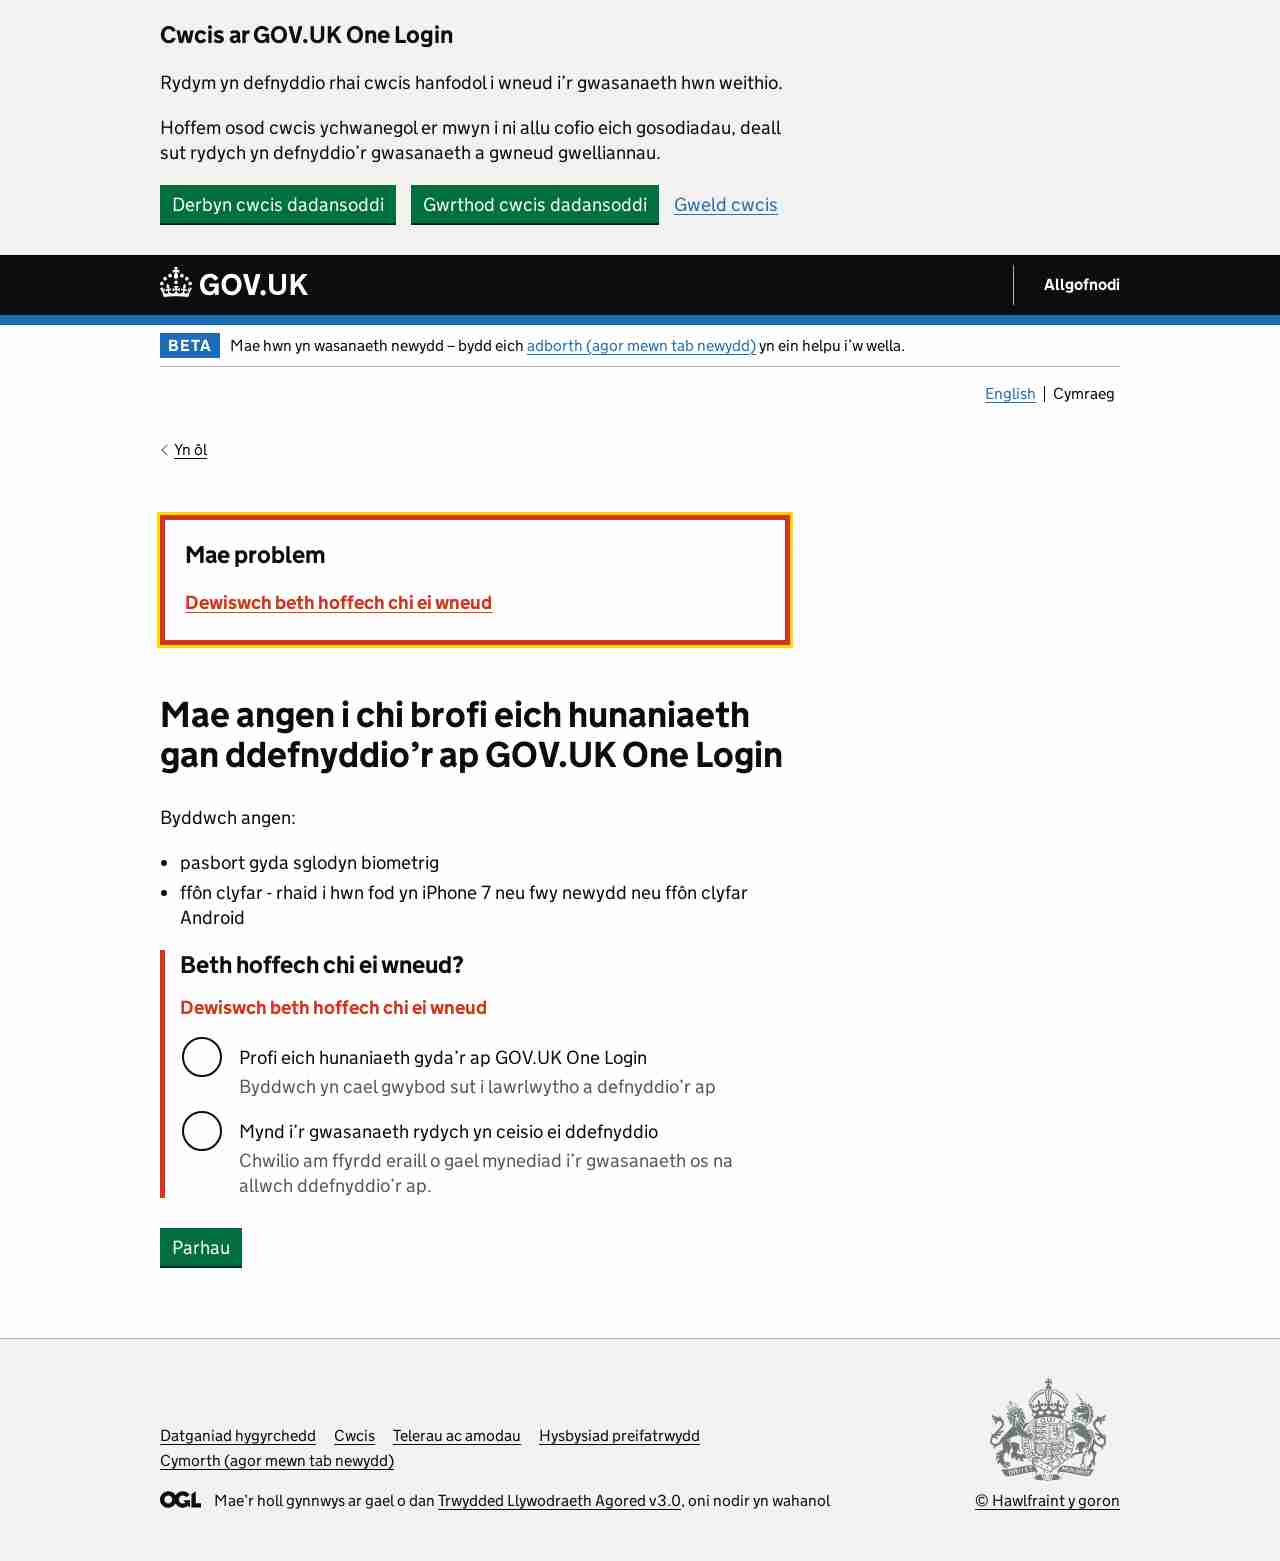 Cwcis ar GOV.UK One Login
Rydym yn defnyddio rhai cwcis hanfodol i wneud i’r gwasanaeth hwn weithio.
Hoffem osod cwcis ychwanegol er mwyn i ni allu cofio eich gosodiadau, deall
sut rydych yn defnyddio’r gwasanaeth a gwneud gwelliannau.
Derbyn cwcis dadansoddi Gwrthod cwcis dadansoddi Gweld cwcis
GOV.UK Allgofnodi
BETA Mae hwn yn wasanaeth newydd – bydd eich adborth (agor mewn tab newydd) yn ein helpu i’w wella.
English Cymraeg
Yn ôl
Mae problem
Dewiswch beth hoffech chi ei wneud
Mae angen i chi brofi eich hunaniaeth
gan ddefnyddio’r ap GOV.UK One Login
Byddwch angen:
• pasbort gyda sglodyn biometrig
• ffôn clyfar - rhaid i hwn fod yn iPhone 7 neu fwy newydd neu ffôn clyfar
Android
Beth hoffech chi ei wneud?
Dewiswch beth hoffech chi ei wneud
Profi eich hunaniaeth gyda’r ap GOV.UK One Login
Byddwch yn cael gwybod sut i lawrlwytho a defnyddio’r ap
Mynd i’r gwasanaeth rydych yn ceisio ei ddefnyddio
Chwilio am ffyrdd eraill o gael mynediad i’r gwasanaeth os na
allwch ddefnyddio’r ap.
Parhau
Datganiad hygyrchedd Cwcis Telerau ac amodau Hysbysiad preifatrwydd
Cymorth (agor mewn tab newydd)
OGL Mae’r holl gynnwys ar gael o dan Trwydded Llywodraeth Agored v3.0, oni nodir yn wahanol
© Hawlfraint y goron